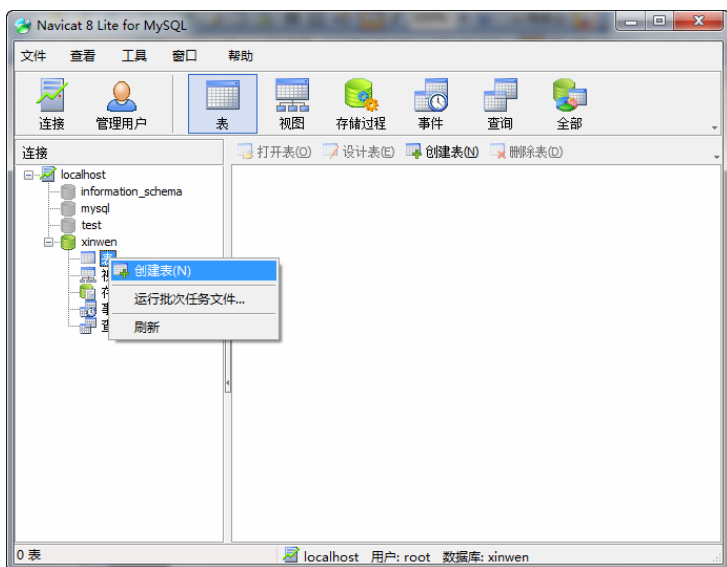 Navicat 8 Lite for MySQL
文件 查看 工具 窗口 帮助
连接 管理用户 表 视图 存储过程 事件 查询 全部
连接
打开表(O) 设计表(E) 创建表(N) 删除表(D)
localhost
information_schema
mysql
test
xinwen
表
创建表(N)
运行批次任务文件...
刷新
0 表
localhost 用户: root 数据库: xinwen